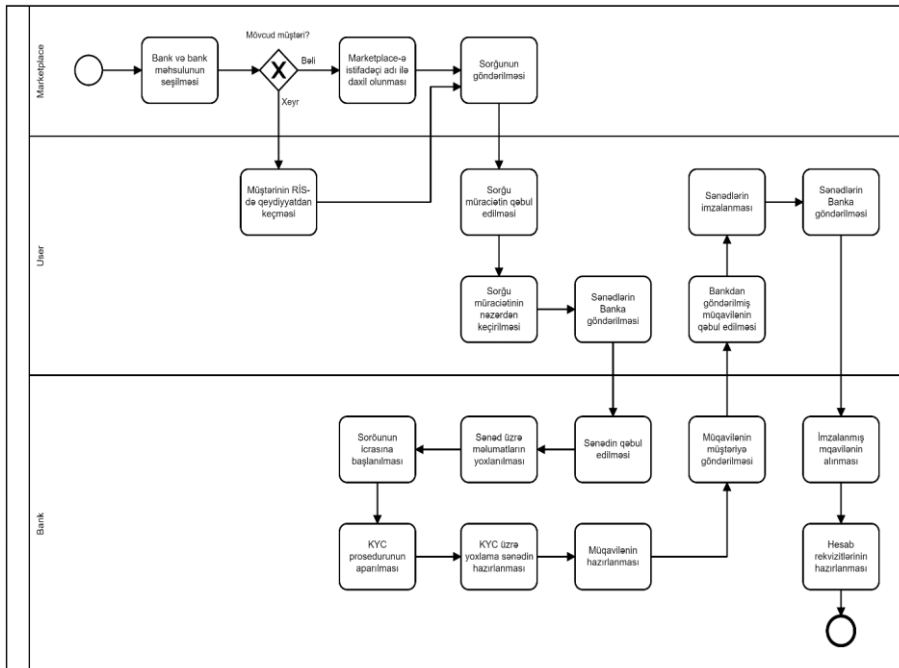 Marketplace
Mövcud müştəri?
Bank və bank
məhsulunun
seşilməsi
Bəli
Xeyr
Marketplace-ə
istifadəçi adı ilə
daxil olunması
Sorğunun
göndərilməsi
User
Müştərinin RİS-
də qeydiyyatdan
keçməsi
Sorğu
müraciətin qəbul
edilməsi
Sənədlərin
imzalanması
Sənədlərin
Banka
göndərilməsi
Sorğu
müraciətinin
nəzərdən
keçirilməsi
Sənədlərin
Banka
göndərilməsi
Bankdan
göndərilmiş
müqavilənin
qəbul edilməsi
Bank
Soröunun
icrasına
başlanılması
Sənəd üzrə
məlumatların
yoxlanılması
Sənədin qəbul
edilməsi
Müqavilənin
müştəriyə
göndərilməsi
İmzalanmış
mqavilənin
alınması
KYC
prosedurunun
aparılması
KYC üzrə
yoxlama sənədin
hazırlanması
Müqavilənin
hazırlanması
Hesab
rekvizitlərinin
hazırlanması